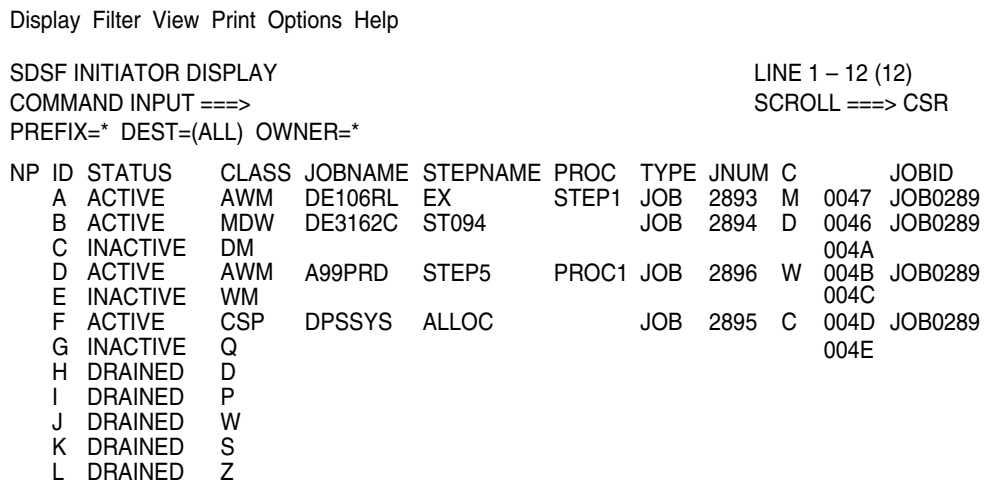 Display  Filter  View  Print  Options  Help
SDSF INITIATOR DISPLAY LINE 1 – 12 (12)
COMMAND INPUT ===> SCROLL ===> CSR
PREFIX=*  DEST=(ALL)  OWNER=*
NP ID STATUS CLASS JOBNAME STEPNAME PROC TYPE JNUM C JOBID
A ACTIVE AWM DE106RL EX STEP1 JOB 2893 M 0047 JOB0289
B ACTIVE MDW DE3162C ST094 JOB 2894 D 0046 JOB0289
C INACTIVE DM 004A
D ACTIVE AWM A99PRD STEP5 PROC1 JOB 2896 W 004B JOB0289
E INACTIVE WM 004C
F ACTIVE CSP DPSSYS ALLOC JOB 2895 C 004D JOB0289
G INACTIVE Q 004E
H DRAINED D
I DRAINED P
J DRAINED W
K DRAINED S
L DRAINED Z